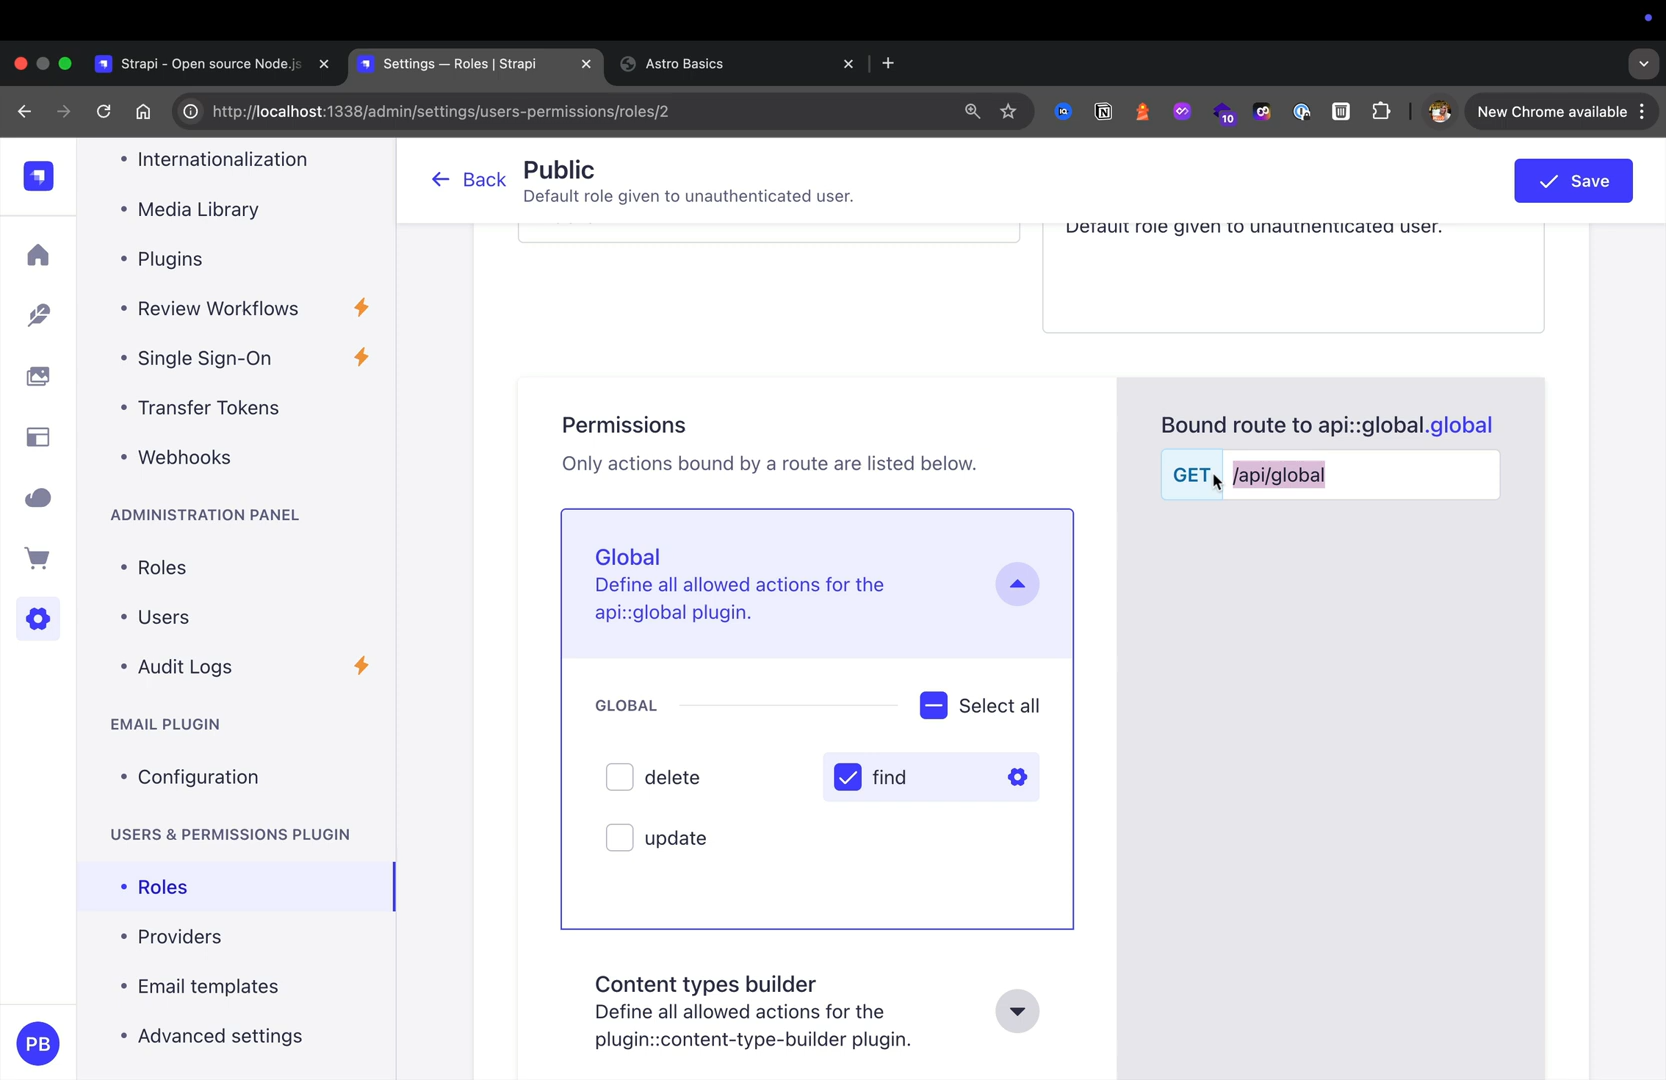 Strapi - Open source Node.js
Settings — Roles | Strapi
Astro Basics
http://localhost:1338/admin/settings/users-permissions/roles/2
10
New Chrome available
Internationalization
Media Library
Plugins
Review Workflows
Single Sign-On
Transfer Tokens
Webhooks
ADMINISTRATION PANEL
Roles
Users
Audit Logs
EMAIL PLUGIN
Configuration
USERS & PERMISSIONS PLUGIN
Roles
Providers
Email templates
Advanced settings
PB
Back
Public
Default role given to unauthenticated user.
Save
Default role given to unauthenticated user.
Permissions
Only actions bound by a route are listed below.
Global
Define all allowed actions for the
api::global plugin.
GLOBAL
Select all
delete
find
update
Content types builder
Define all allowed actions for the
plugin::content-type-builder plugin.
Bound route to api::global.global
GET /api/global